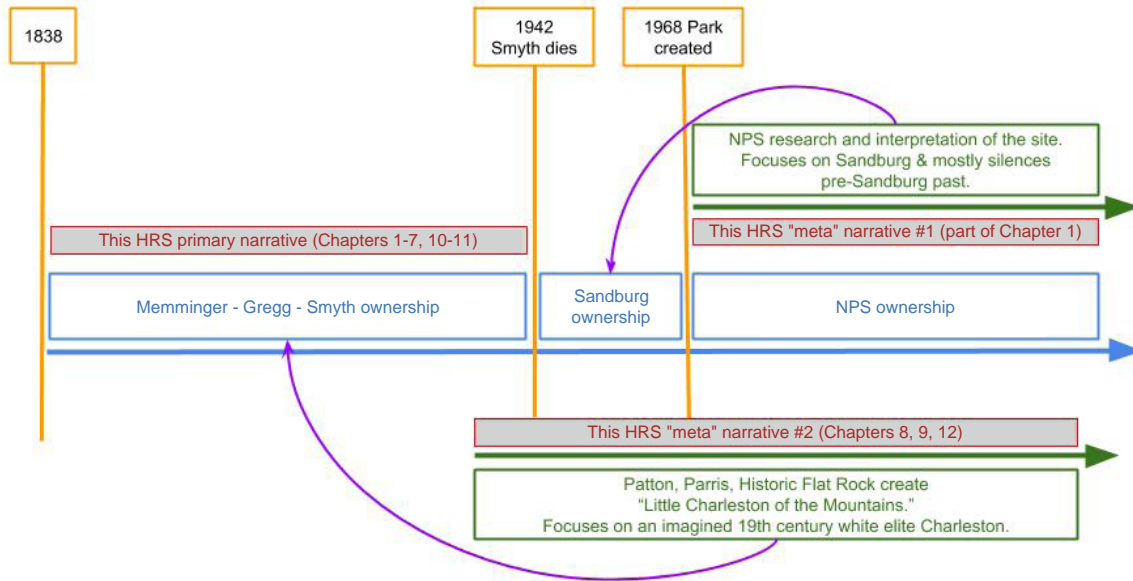 1838
1942
Smyth dies
1968 Park
created
NPS research and interpretation of the site.
Focuses on Sandburg & mostly silences
pre-Sandburg past.
This HRS primary narrative (Chapters 1-7, 10-11)
This HRS "meta" narrative #1 (part of Chapter 1)
Memminger - Gregg - Smyth ownership
Sandburg
ownership
NPS ownership
This HRS "meta" narrative #2 (Chapters 8, 9, 12)
Patton, Parris, Historic Flat Rock create
“Little Charleston of the Mountains.”
Focuses on an imagined 19th century white elite Charleston.